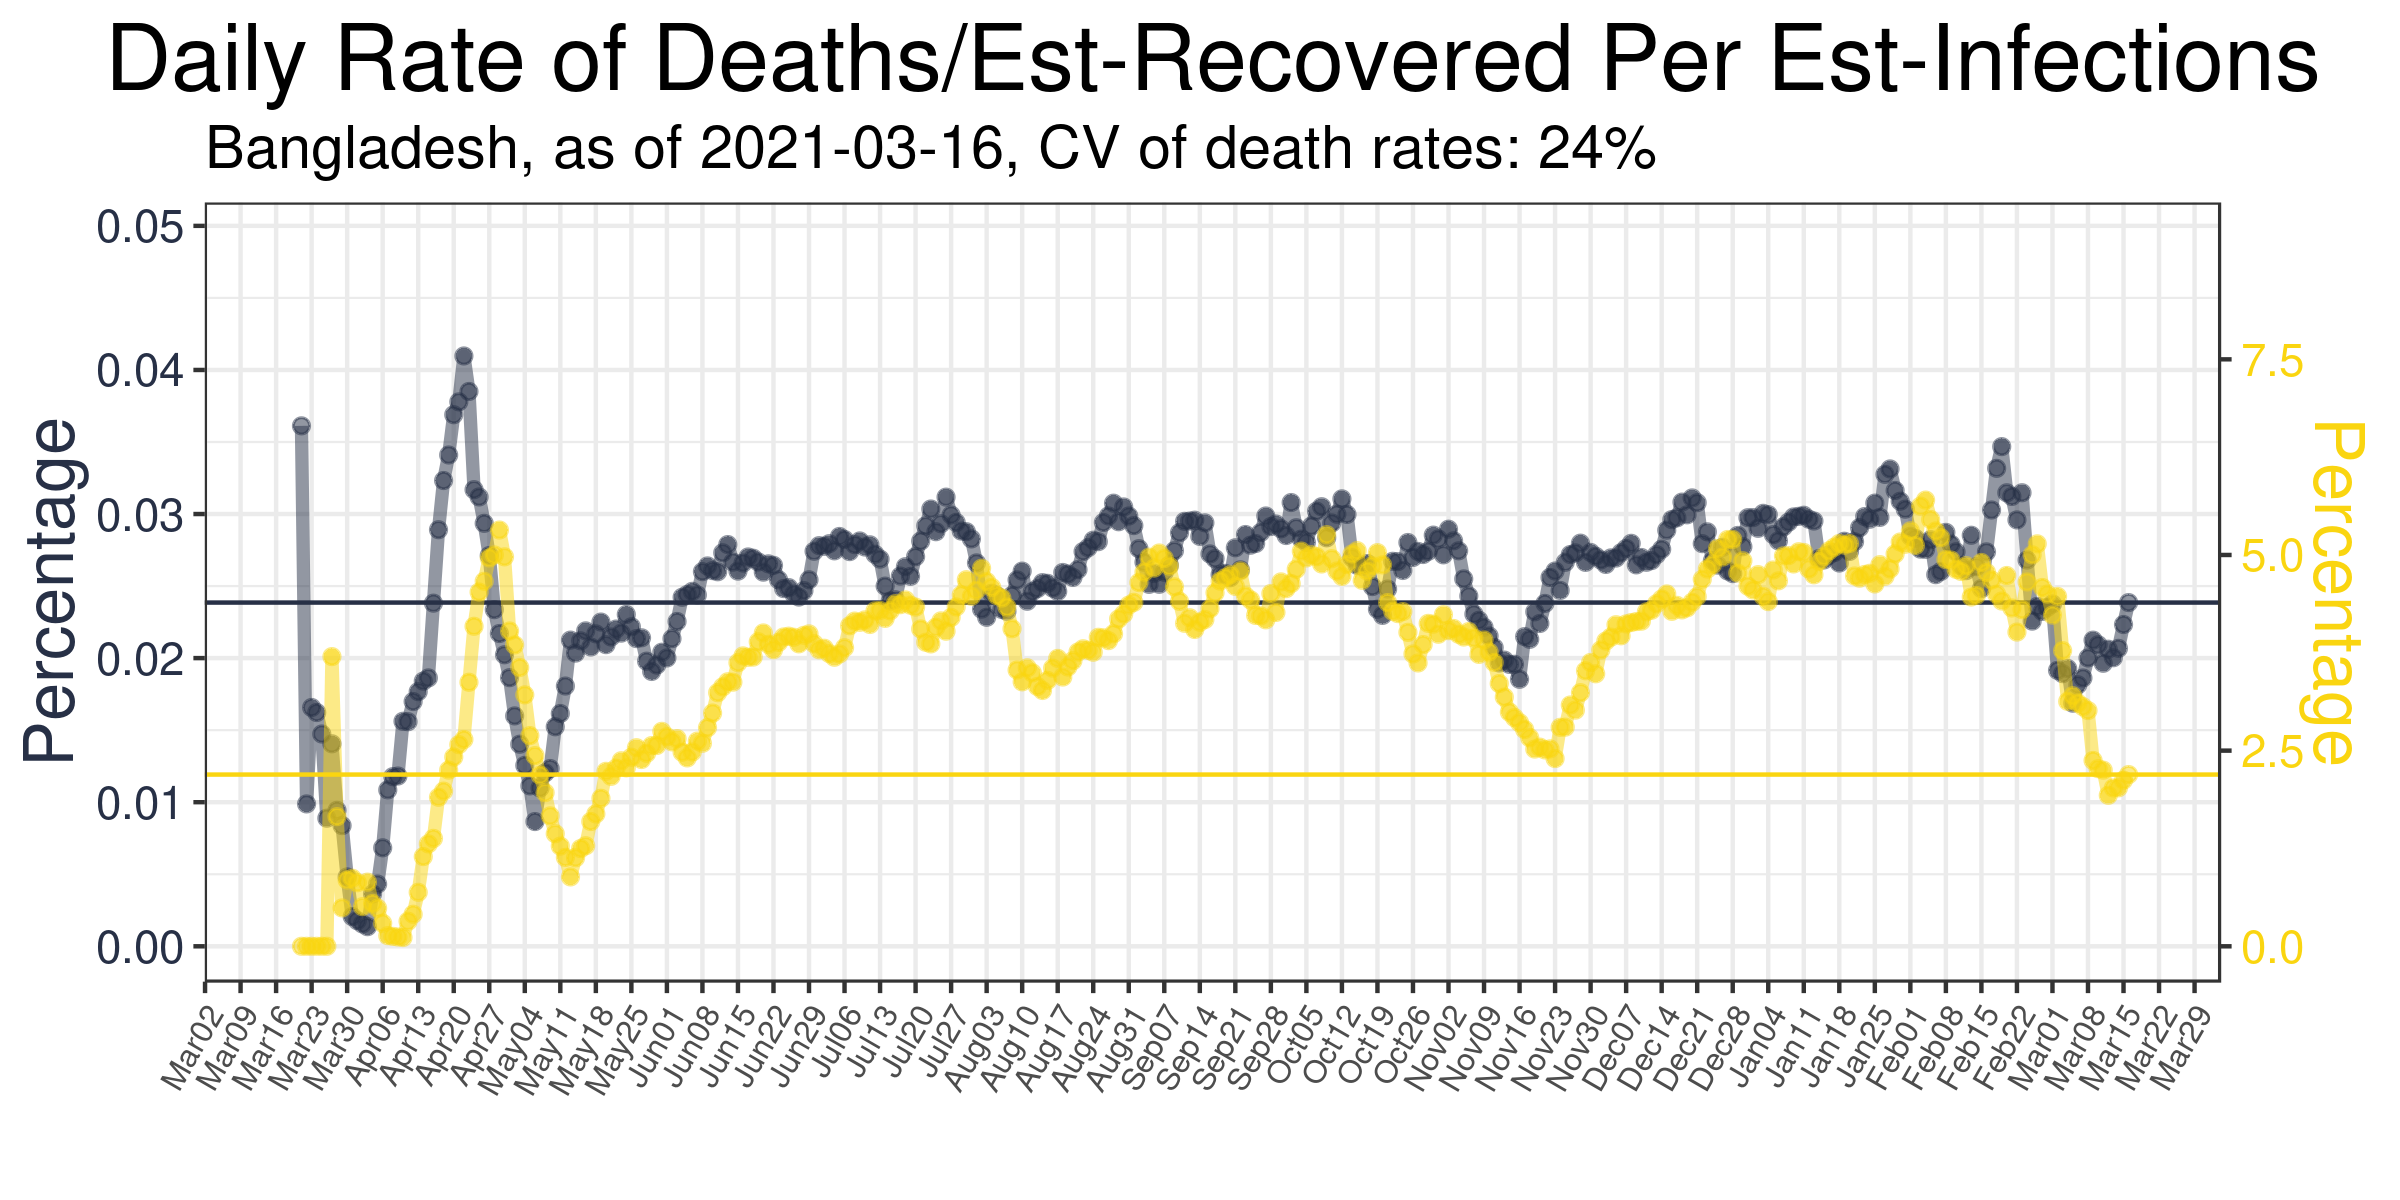 Daily Rate of Deaths/Est-Recovered Per Est-Infections
Bangladesh, as of 2021-03-16, CV of death rates: 24%
Percentage
0.05
0.04
0.03
0.02
0.01
0.00
7.5
5.0
2.5
0.0
Percentage
Mar02
Mar09
Mar16
Mar23
Mar30
Apr06
Apr13
Apr20
Apr27
May04
May11
May18
May25
Jun01
Jun08
Jun15
Jun22
Jun29
Jul06
Jul13
Jul20
Jul27
Aug03
Aug10
Aug17
Aug24
Aug31
Sep07
Sep14
Sep21
Sep28
Oct05
Oct12
Oct19
Oct26
Nov02
Nov09
Nov16
Nov23
Nov30
Dec07
Dec14
Dec21
Dec28
Jan04
Jan11
Jan18
Jan25
Feb01
Feb08
Feb15
Feb22
Mar01
Mar08
Mar15
Mar22
Mar29